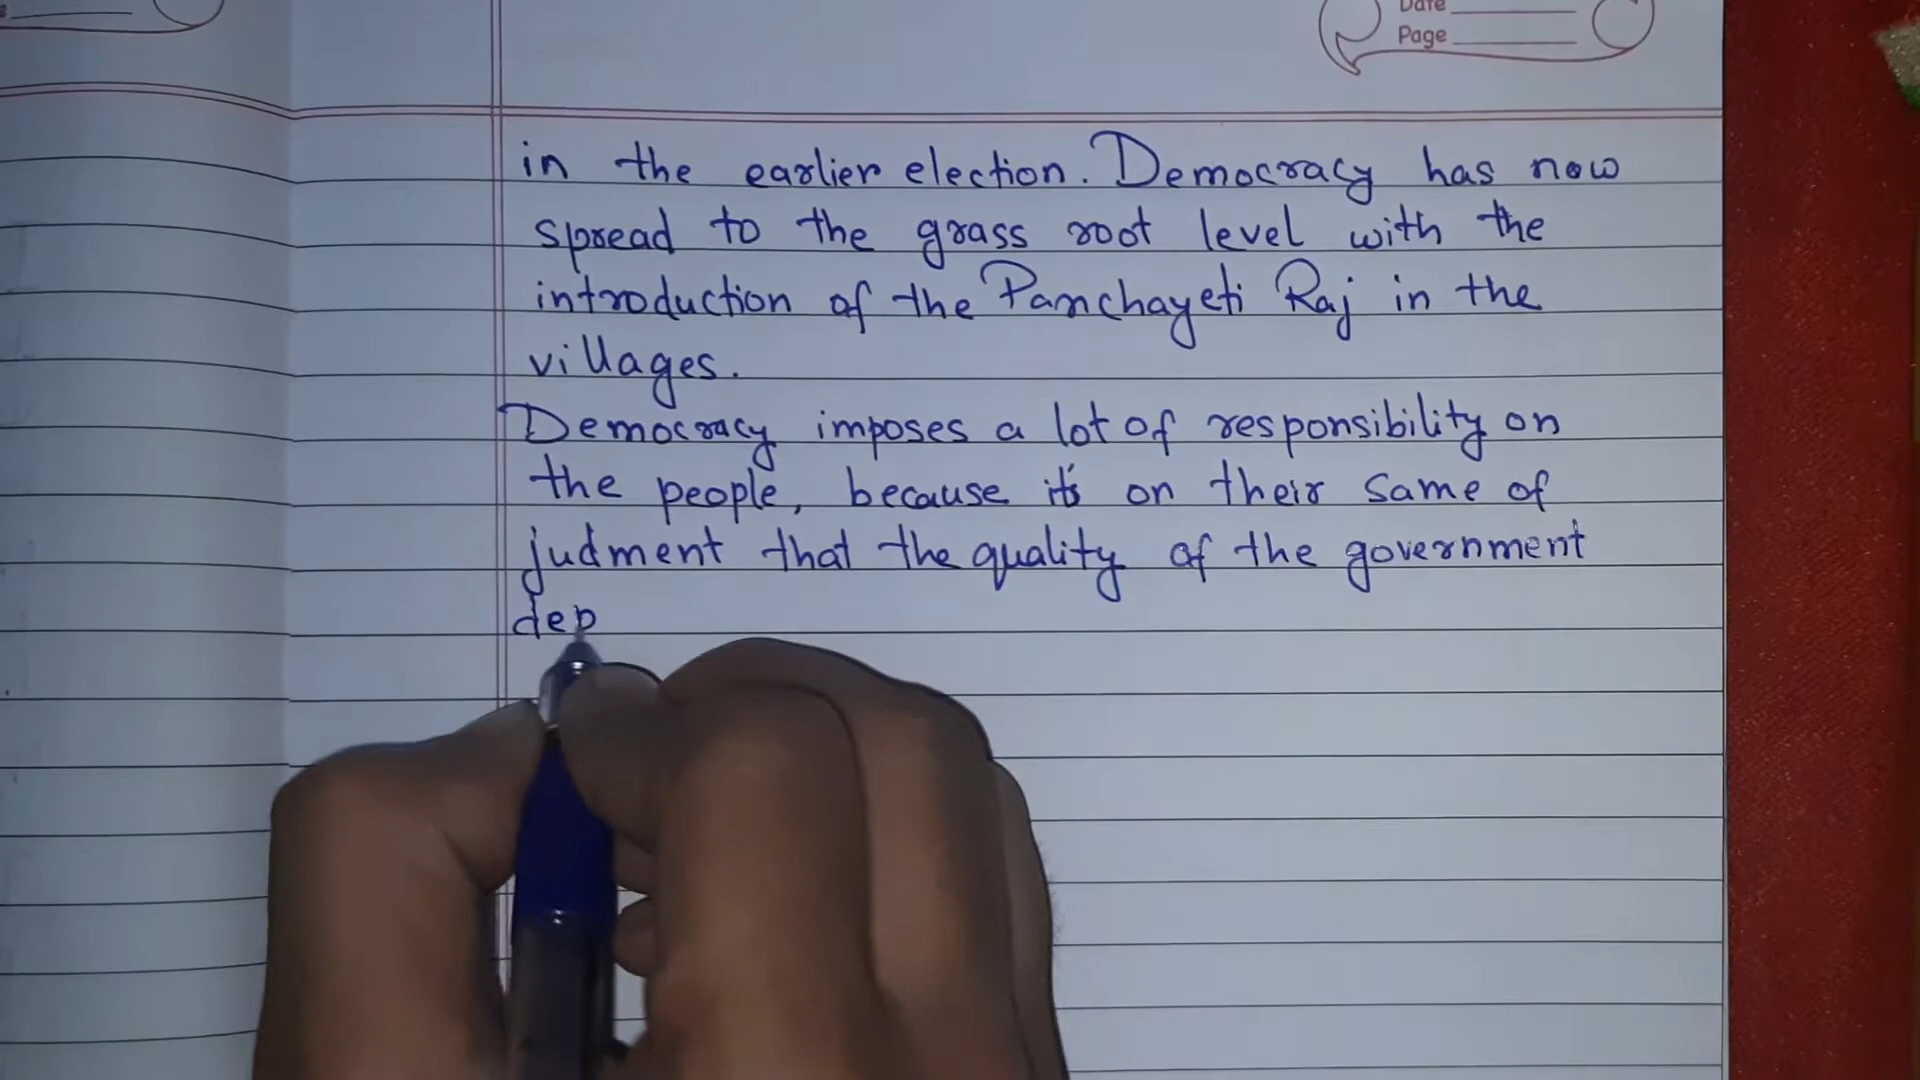 Date
Page
in the earlier election. Democracy has now
spread to the grass root level with the
introduction of the Panchayeti Raj in the
villages.
Democracy imposes a lot of responsibility on
the people, because it's on their same of
judment that the quality of the government
dep